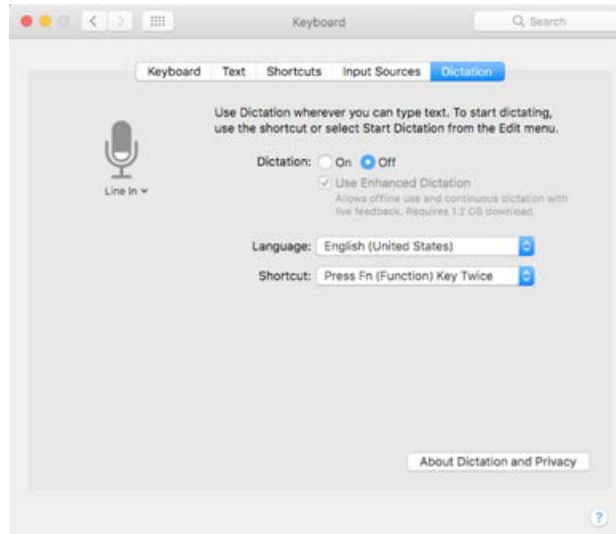 Keyboard
Search
Keyboard Text Shortcuts Input Sources Dictation
Use Dictation wherever you can type text. To start dictating,
use the shortcut or select Start Dictation from the Edit menu.
Line In
Dictation: On Off
Use Enhanced Dictation
Allows offline use and continuous dictation with
live feedback. Requires 1.2 GB download.
Language: English (United States)
Shortcut: Press Fn (Function) Key Twice
About Dictation and Privacy
?